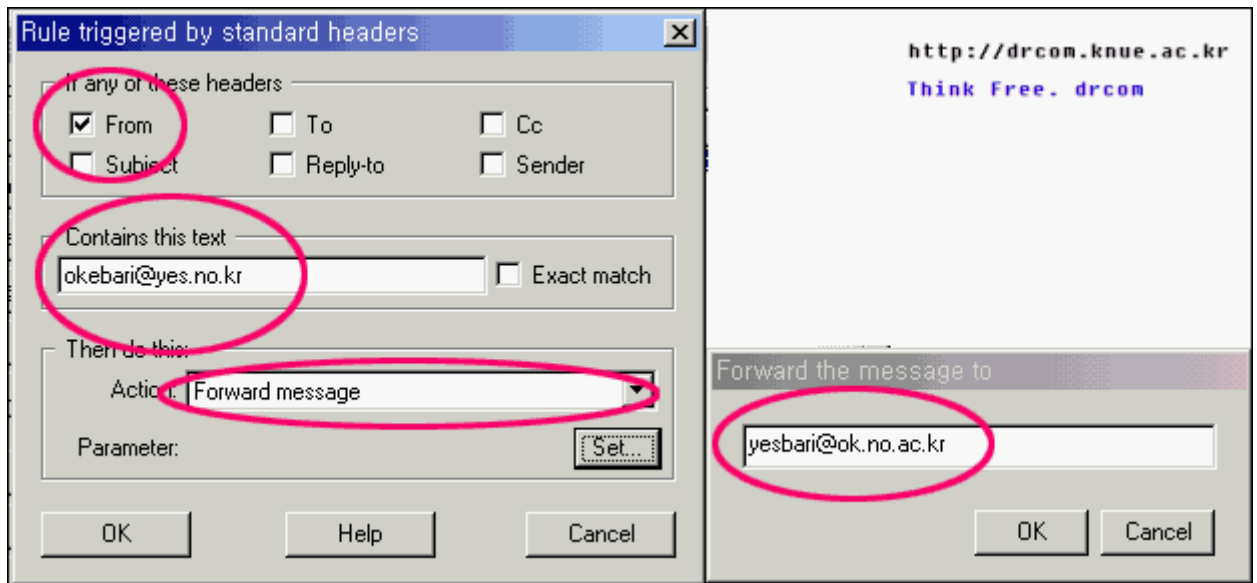 Rule triggered by standard headers
If any of these headers
From To Cc
Subject Reply-to Sender
Contains this text
okebari@yes.no.kr Exact match
Then do this:
Action: Forward message
Parameter: Set...
OK Help Cancel
http://drcom.knue.ac.kr
Think Free. drcom
Forward the message to
yesbari@ok.no.ac.kr
OK Cancel